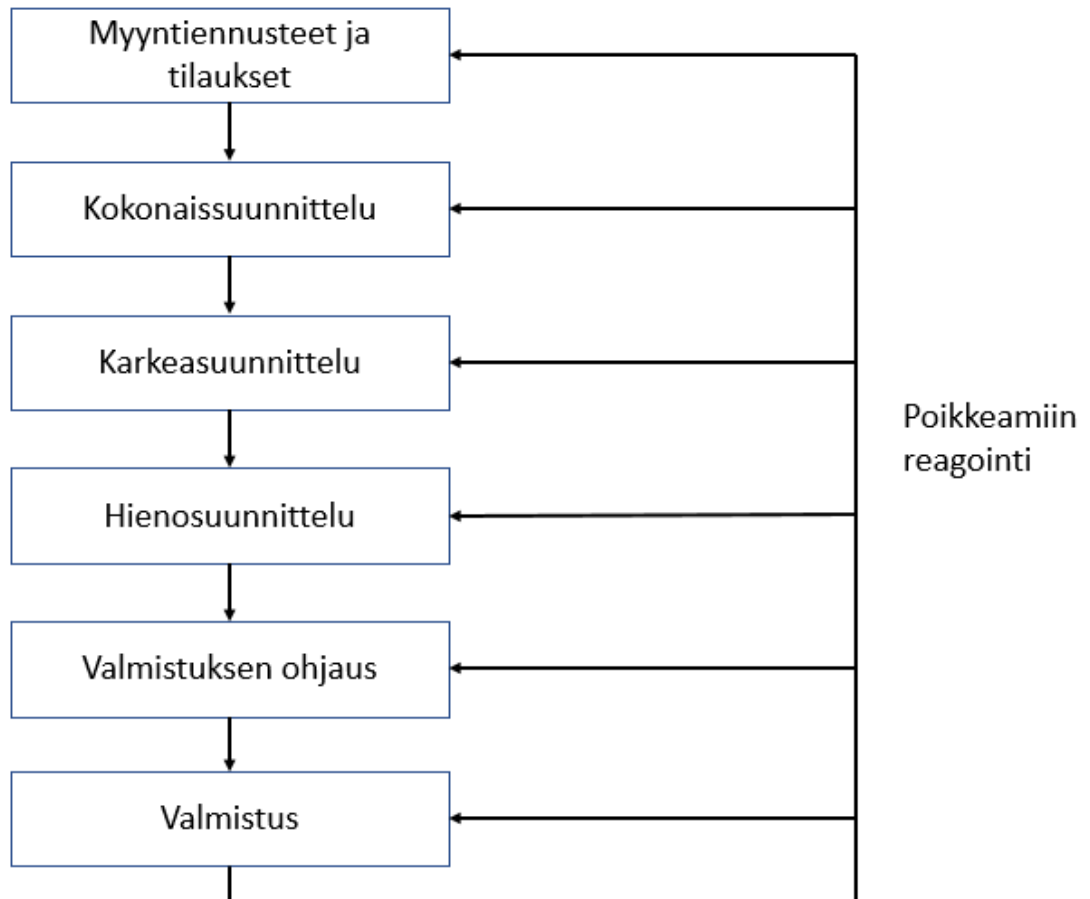 Myyntiennusteet ja
tilaukset
Kokonaissuunnittelu
Karkeasuunnittelu
Poikkeamiin
reagointi
Hienosuunnittelu
Valmistuksen ohjaus
Valmistus